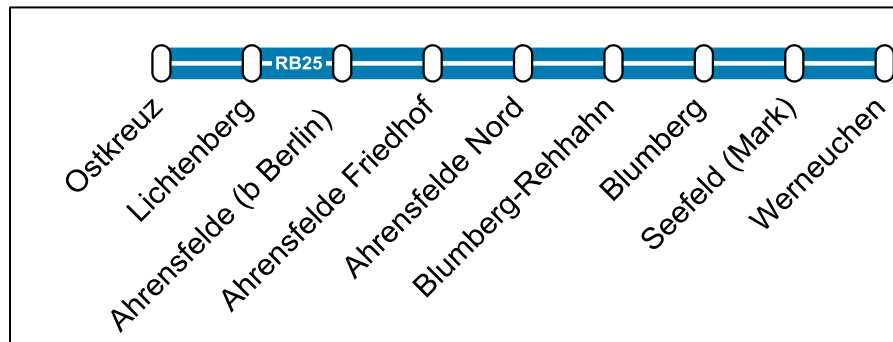 RB25
Ostkreuz
Lichtenberg
Ahrensfelde (b Berlin)
Ahrensfelde Friedhof
Ahrensfelde Nord
Blumberg-Rehhahn
Blumberg
Seefeld (Mark)
Werneuchen